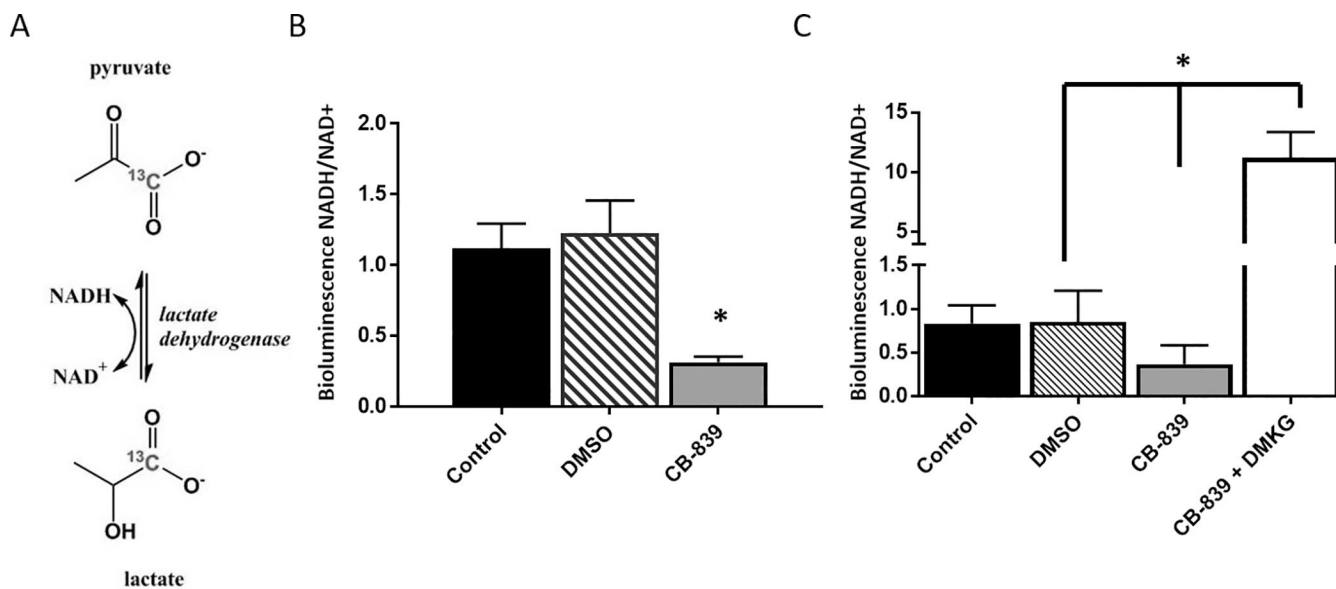 A
pyruvate
O
13C
O-
O
NADH
NAD+
lactate
dehydrogenase
O
13C
O-
OH
lactate
B
Bioluminescence NADH/NAD+
2.0
1.5
1.0
0.5
0.0
*
Control
DMSO
CB-839
C
Bioluminescence NADH/NAD+
15
10
5
1.5
1.0
0.5
0.0
*
Control
DMSO
CB-839
CB-839 + DMKG